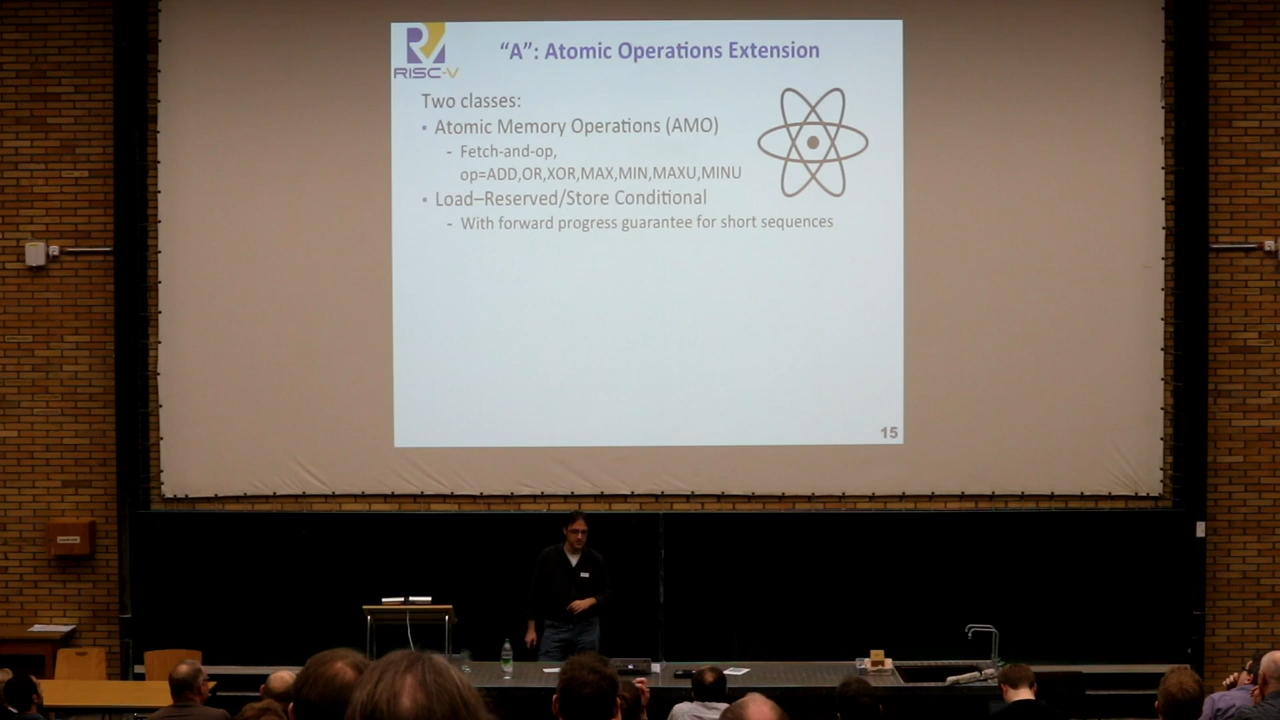 RISC-V
“A”: Atomic Operations Extension
Two classes:
▪ Atomic Memory Operations (AMO)
- Fetch-and-op,
op=ADD,OR,XOR,MAX,MIN,MAXU,MINU
▪ Load–Reserved/Store Conditional
- With forward progress guarantee for short sequences
15